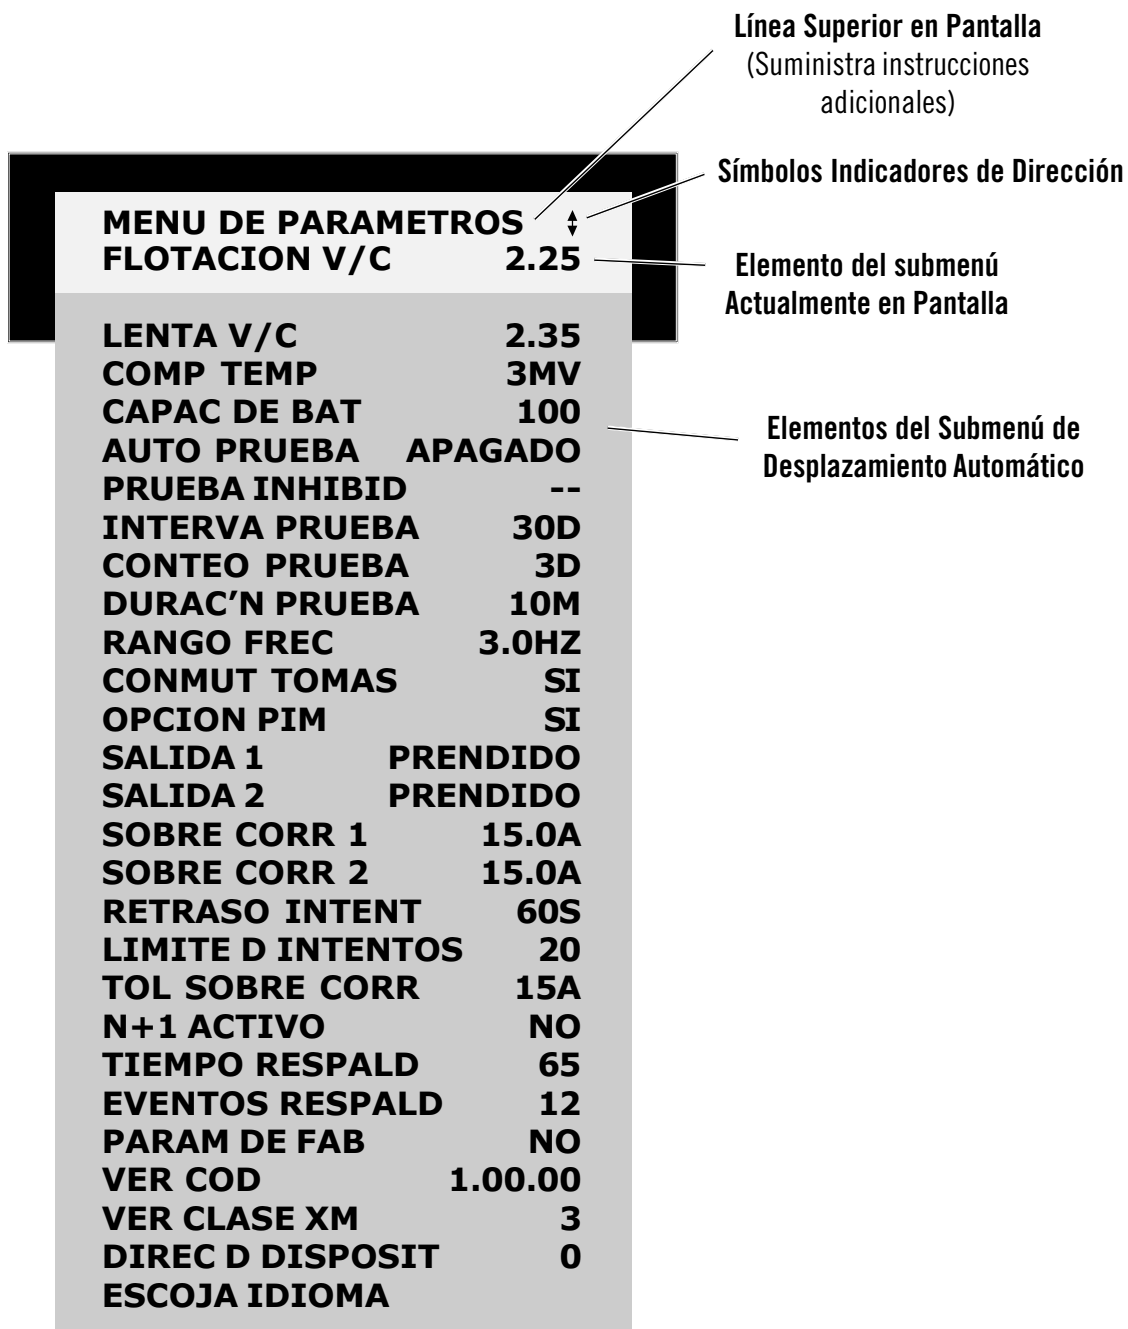 Línea Superior en Pantalla
(Suministra instrucciones
adicionales)
Símbolos Indicadores de Dirección
MENU DE PARAMETROS
FLOTACION V/C 2.25
Elemento del submenú
Actualmente en Pantalla
LENTA V/C 2.35
COMP TEMP 3MV
CAPAC DE BAT 100
AUTO PRUEBA APAGADO
Elementos del Submenú de
Desplazamiento Automático
PRUEBA INHIBID --
INTERVA PRUEBA 30D
CONTEO PRUEBA 3D
DURAC’N PRUEBA 10M
RANGO FREC 3.0HZ
CONMUT TOMAS SI
OPCION PIM SI
SALIDA 1 PRENDIDO
SALIDA 2 PRENDIDO
SOBRE CORR 1 15.0A
SOBRE CORR 2 15.0A
RETRASO INTENT 60S
LIMITE D INTENTOS 20
TOL SOBRE CORR 15A
N+1 ACTIVO NO
TIEMPO RESPALD 65
EVENTOS RESPALD 12
PARAM DE FAB NO
VER COD 1.00.00
VER CLASE XM 3
DIREC D DISPOSIT 0
ESCOJA IDIOMA